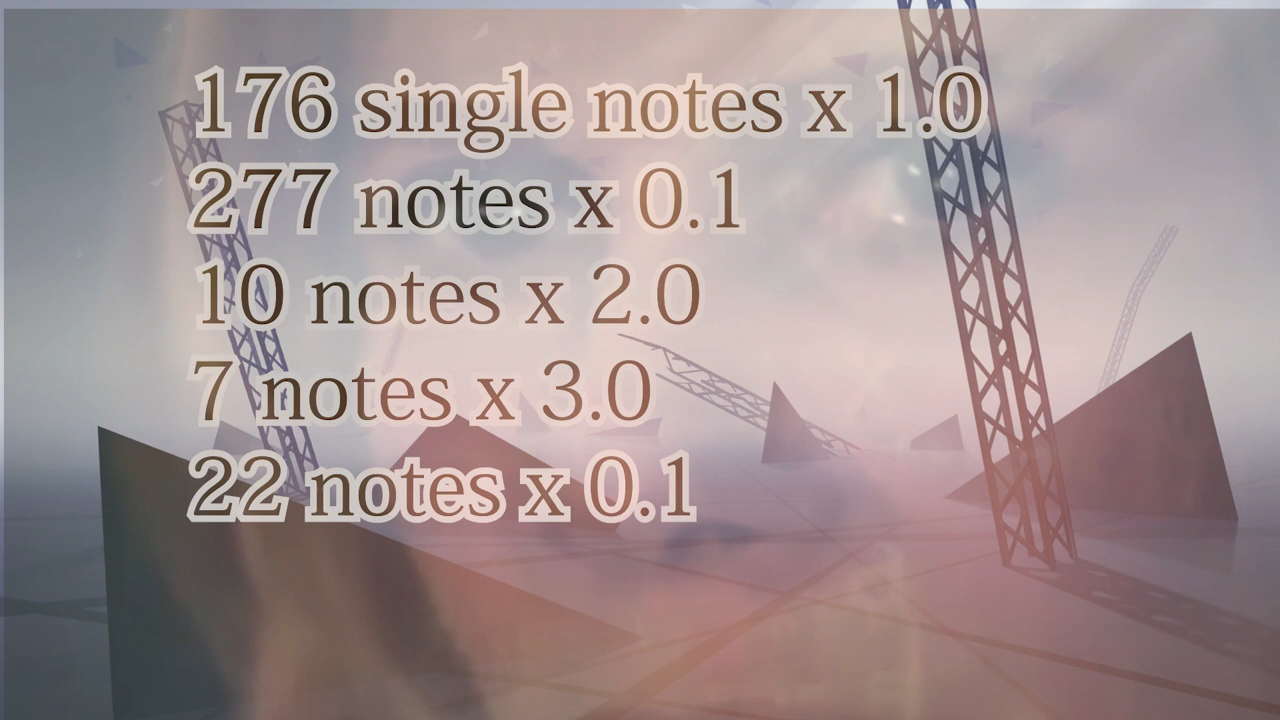 176 single notes x 1.0
277 notes x 0.1
10 notes x 2.0
7 notes x 3.0
22 notes x 0.1